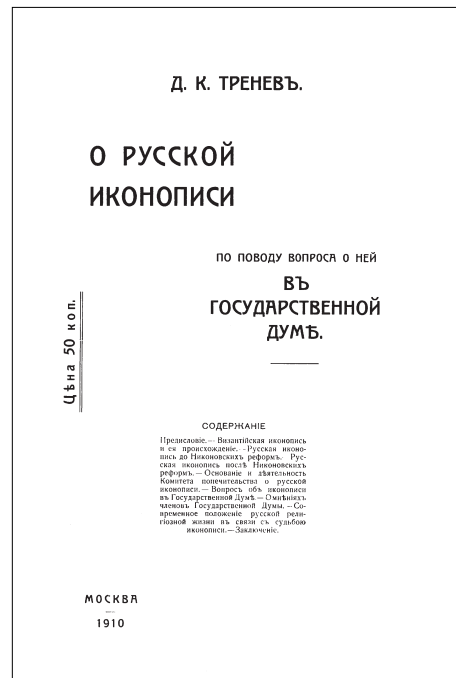 Д. К. ТРЕНЕВЪ.
О РУССКОЙ
ИКОНОПИСИ
ПО ПОВОДУ ВОПРОСА О НЕЙ
ВЪ
ГОСУДАРСТВЕННОЙ
ДУМѢ.
Цѣна 50 коп.
СОДЕРЖАНІЕ
Предисловіе.— Византійская иконопись
и ея происхожденіе. -Русская иконо-
пись до Никоновскихъ реформъ.- Рус-
ская иконопись послѣ Никоновскихъ
реформъ.— Основаніе и дѣятельность
Комитета попечительства о русской
иконописи.— Вопросъ объ иконописи
въ Государственной Думѣ.— О мнѣніяхъ
членовъ Государственной Думы.— Со-
временное положеніе русской рели-
гіозной жизни въ связи съ судьбою
иконописи.—Заключеніе.
МОСКВА
1910